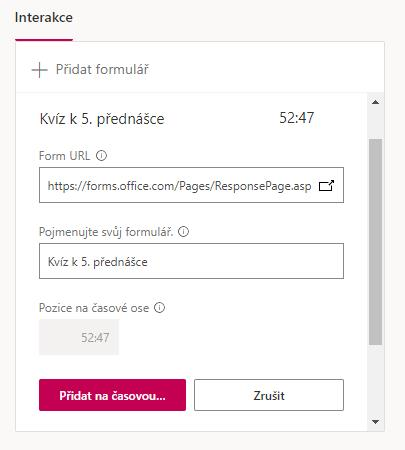 Interakce
Přidat formulář
Kvíz k 5. přednášce 52:47
Form URL
https://forms.office.com/Pages/ResponsePage.asp
Pojmenujte svůj formulář.
Kvíz k 5. přednášce
Pozice na časové ose
52:47
Přidat na časovou... Zrušit